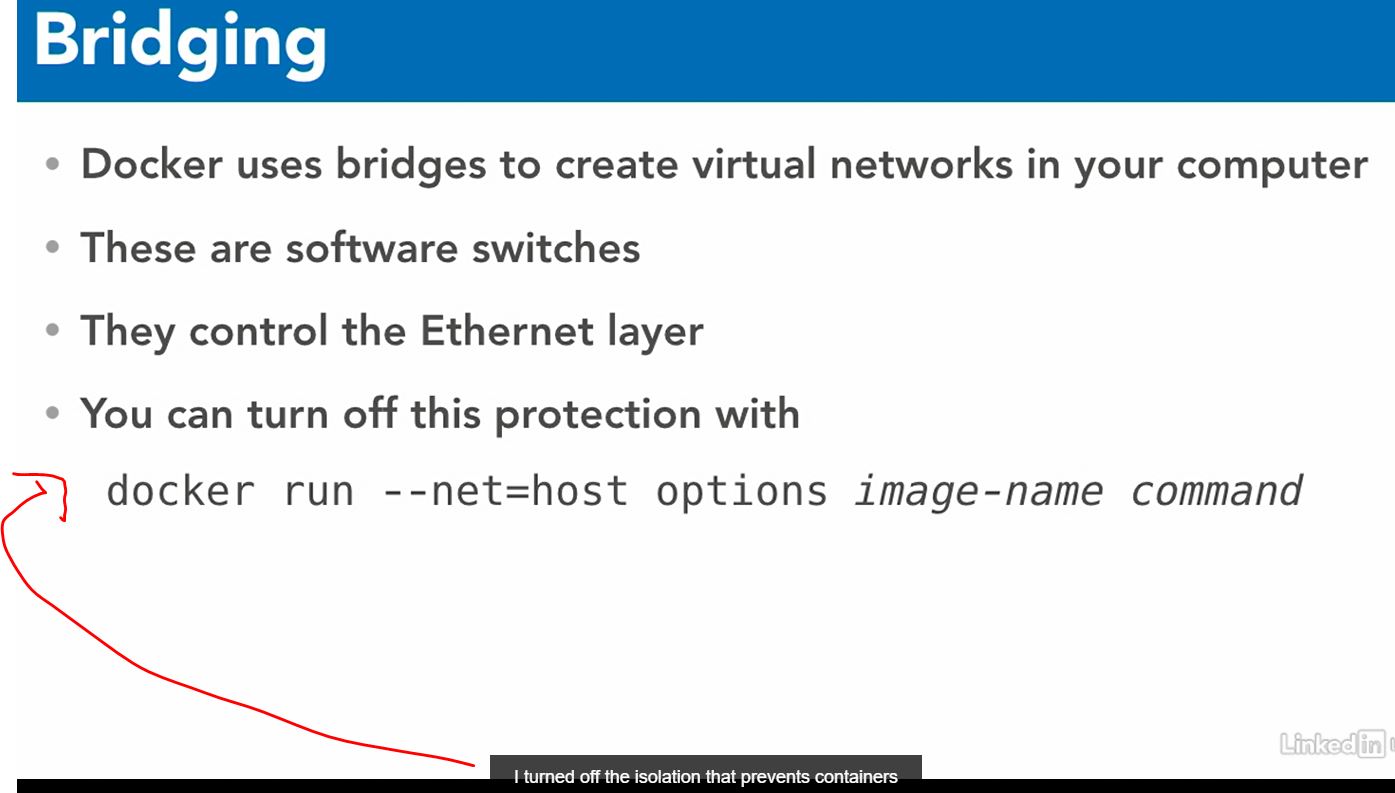 Bridging
• Docker uses bridges to create virtual networks in your computer
• These are software switches
• They control the Ethernet layer
• You can turn off this protection with
docker run --net=host options image-name command
Linked in
I turned off the isolation that prevents containers